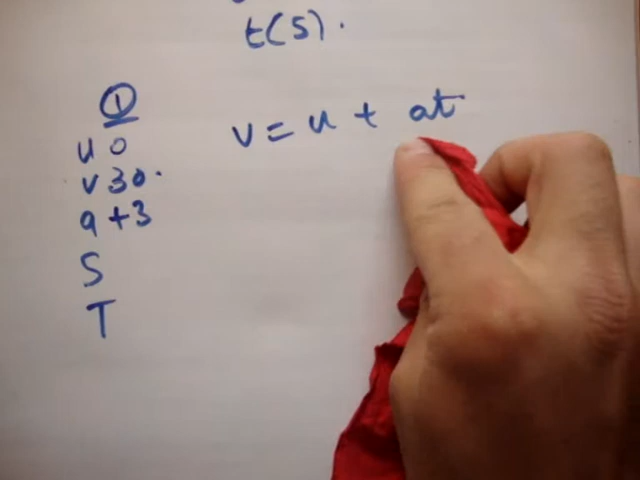 t(s).
①
u 0
v = u + at
v 30.
a +3
S
T